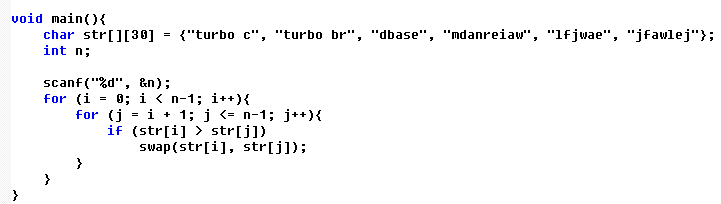 void main(){
    char str[][30] = {"turbo c", "turbo br", "dbase", "mdanreiaw", "lfjwae", "jfawlej"};
    int n;

    scanf("%d", &n);
    for (i = 0; i < n-1; i++){
        for (j = i + 1; j <= n-1; j++){
            if (str[i] > str[j])
                swap(str[i], str[j]);
        }
    }
}